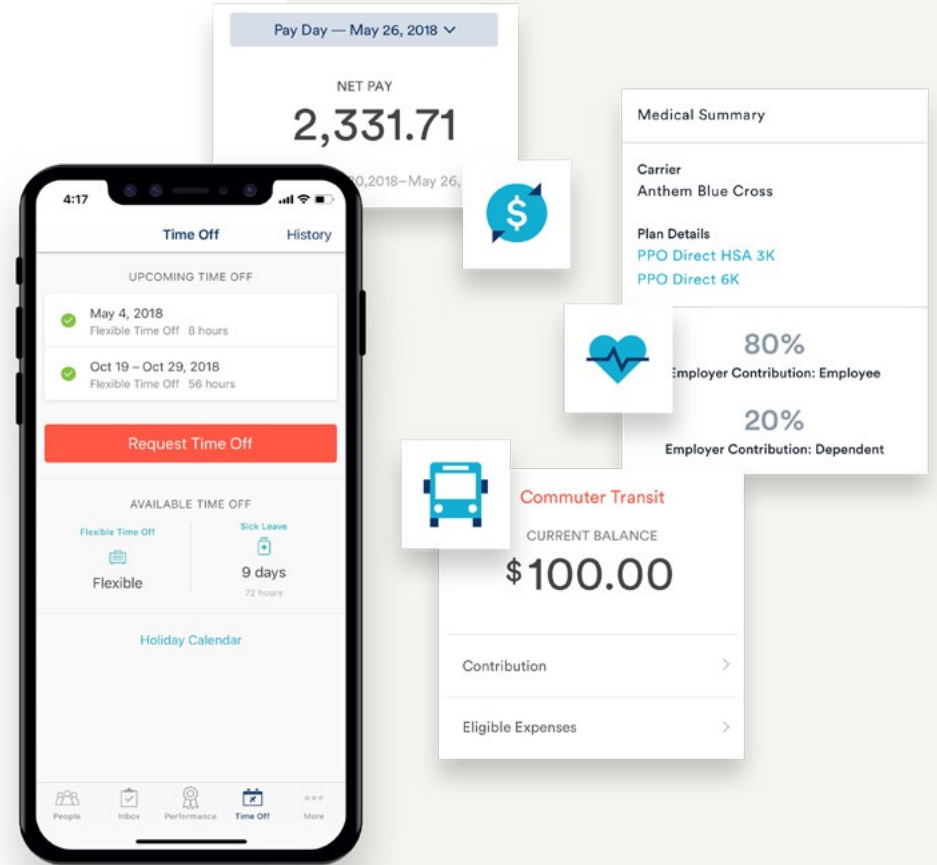 Pay Day — May 26, 2018
NET PAY
2,331.71
0,2018–May 26,
Medical Summary
Carrier
Anthem Blue Cross
Plan Details
PPO Direct HSA 3K
PPO Direct 6K
80%
Employer Contribution: Employee
20%
Employer Contribution: Dependent
4:17
Time Off
History
UPCOMING TIME OFF
May 4, 2018
Flexible Time Off 8 hours
Oct 19 – Oct 29, 2018
Flexible Time Off 56 hours
Request Time Off
AVAILABLE TIME OFF
Flexible Time Off
Flexible
Sick Leave
9 days
72 hours
Holiday Calendar
People
Inbox
Performance
Time Off
More
$
Commuter Transit
CURRENT BALANCE
$100.00
Contribution
Eligible Expenses